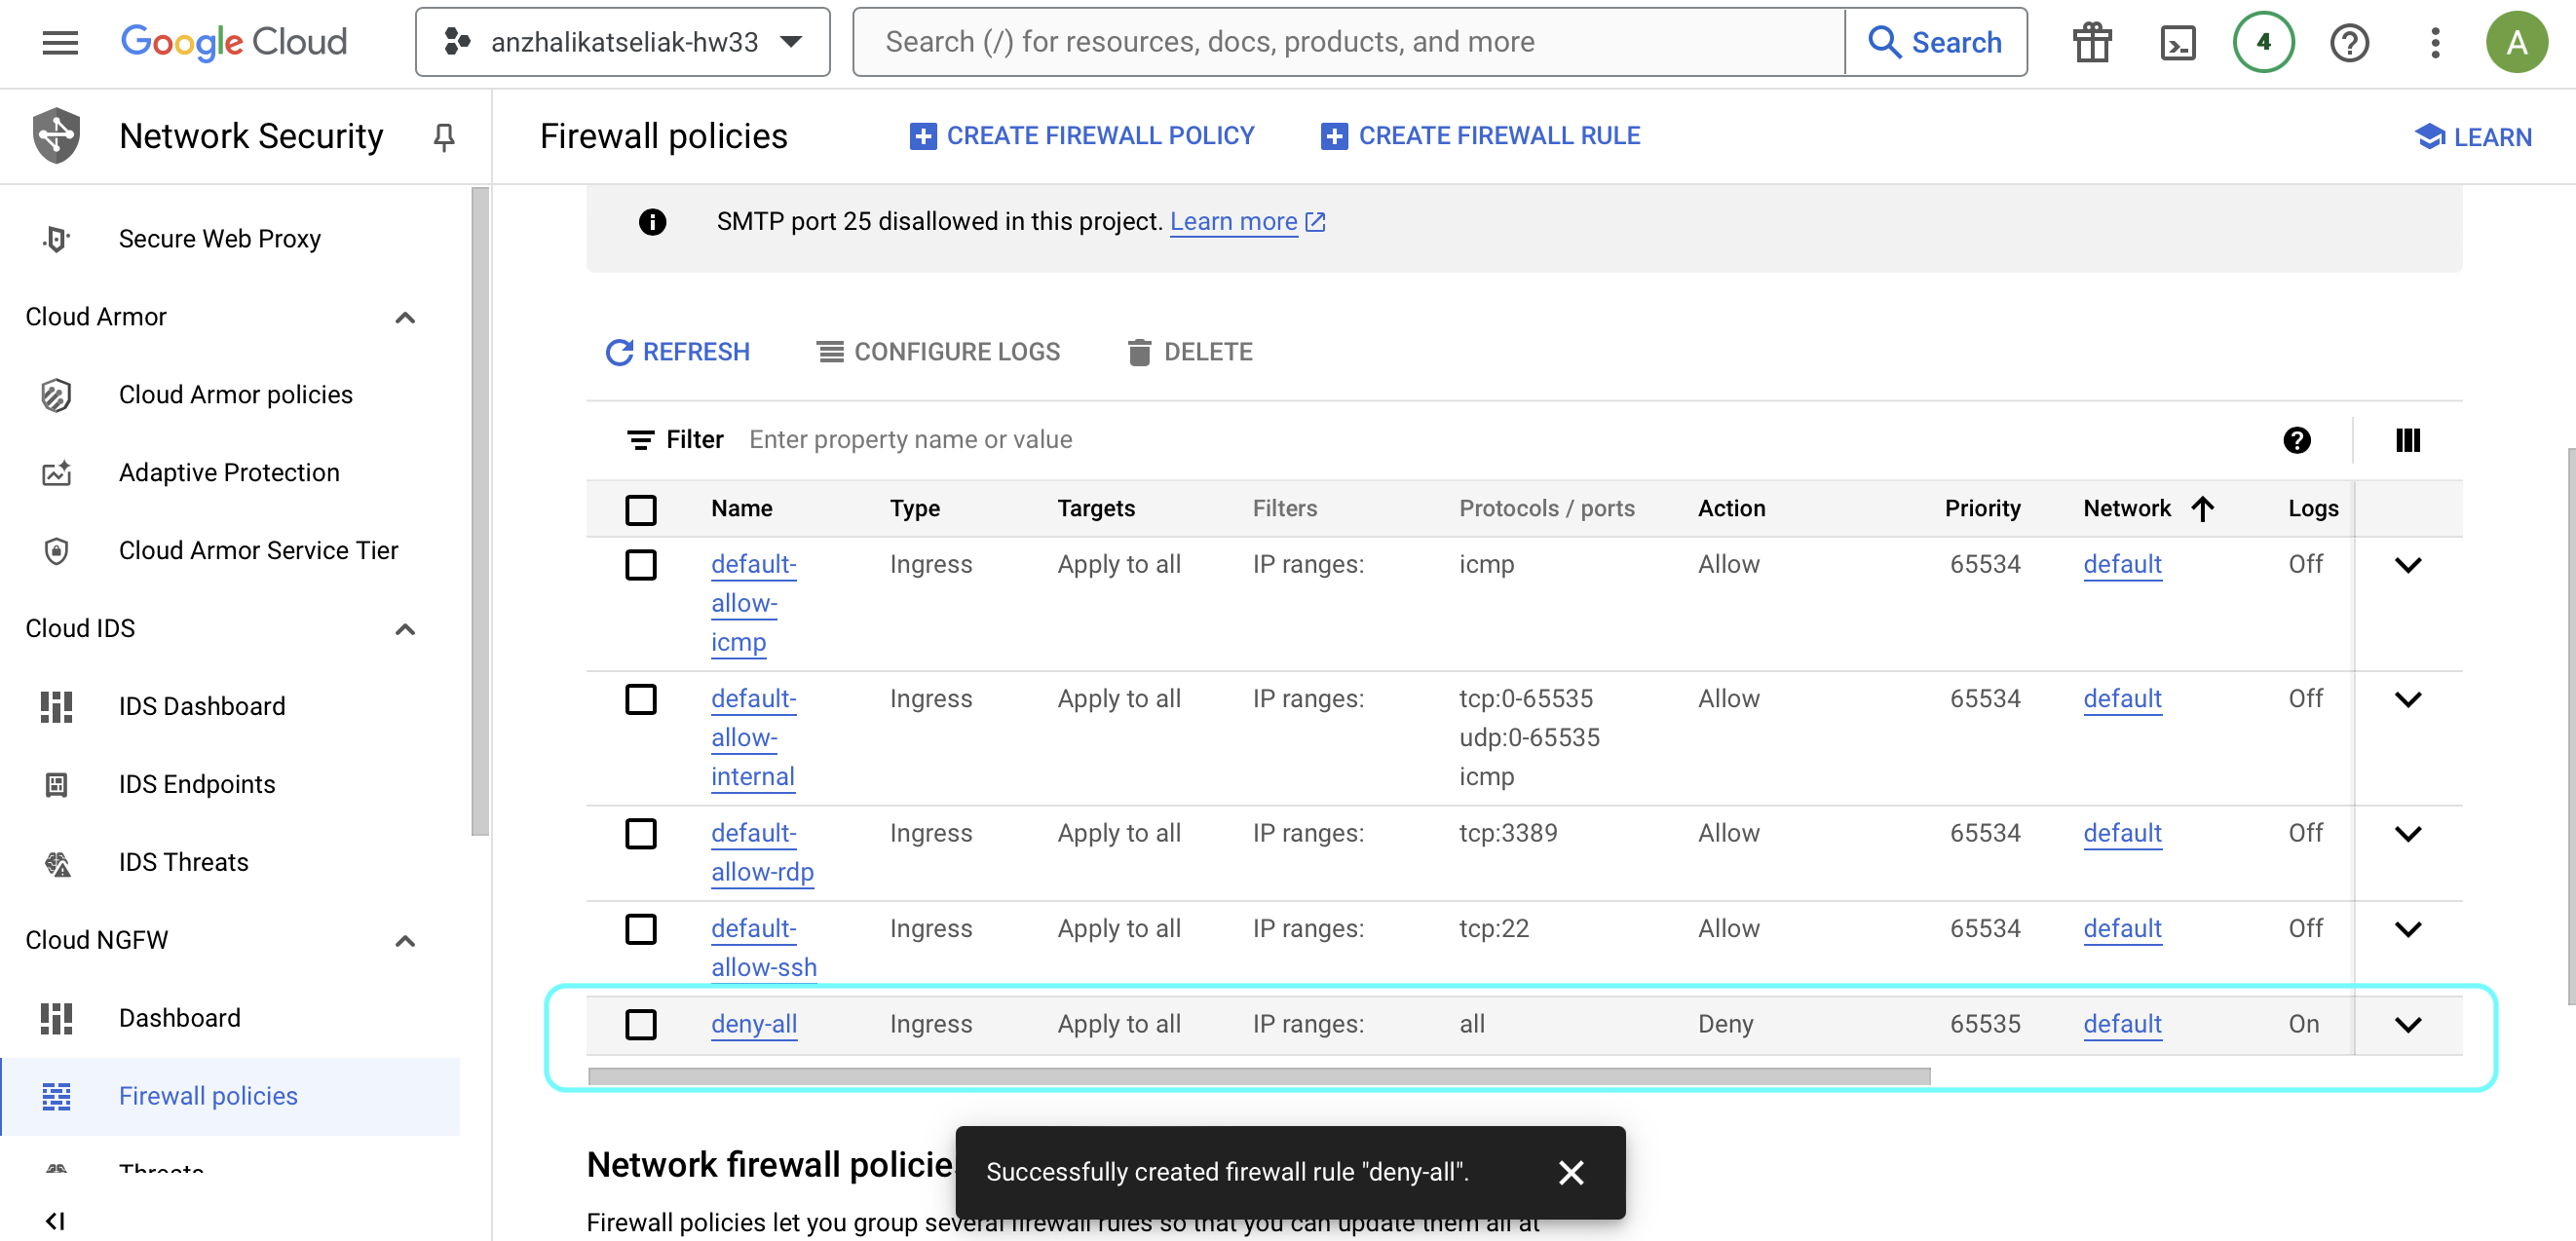 Google Cloud
anzhalikatseliak-hw33
Search (/) for resources, docs, products, and more
Search
4
A
Network Security
Firewall policies
CREATE FIREWALL POLICY
CREATE FIREWALL RULE
LEARN
Secure Web Proxy
Cloud Armor
Cloud Armor policies
Adaptive Protection
Cloud Armor Service Tier
Cloud IDS
IDS Dashboard
IDS Endpoints
IDS Threats
Cloud NGFW
Dashboard
Firewall policies
Threats
SMTP port 25 disallowed in this project. Learn more
REFRESH
CONFIGURE LOGS
DELETE
Filter Enter property name or value
Name Type Targets Filters Protocols / ports Action Priority Network Logs
default- Ingress Apply to all IP ranges: icmp Allow 65534 default Off
allow-
icmp
default- Ingress Apply to all IP ranges: tcp:0-65535 Allow 65534 default Off
allow- udp:0-65535
internal icmp
default- Ingress Apply to all IP ranges: tcp:3389 Allow 65534 default Off
allow-rdp
default- Ingress Apply to all IP ranges: tcp:22 Allow 65534 default Off
allow-ssh
deny-all Ingress Apply to all IP ranges: all Deny 65535 default On
Network firewall policie
Successfully created firewall rule "deny-all".
Firewall policies let you group several firewall rules so that you can update them all at